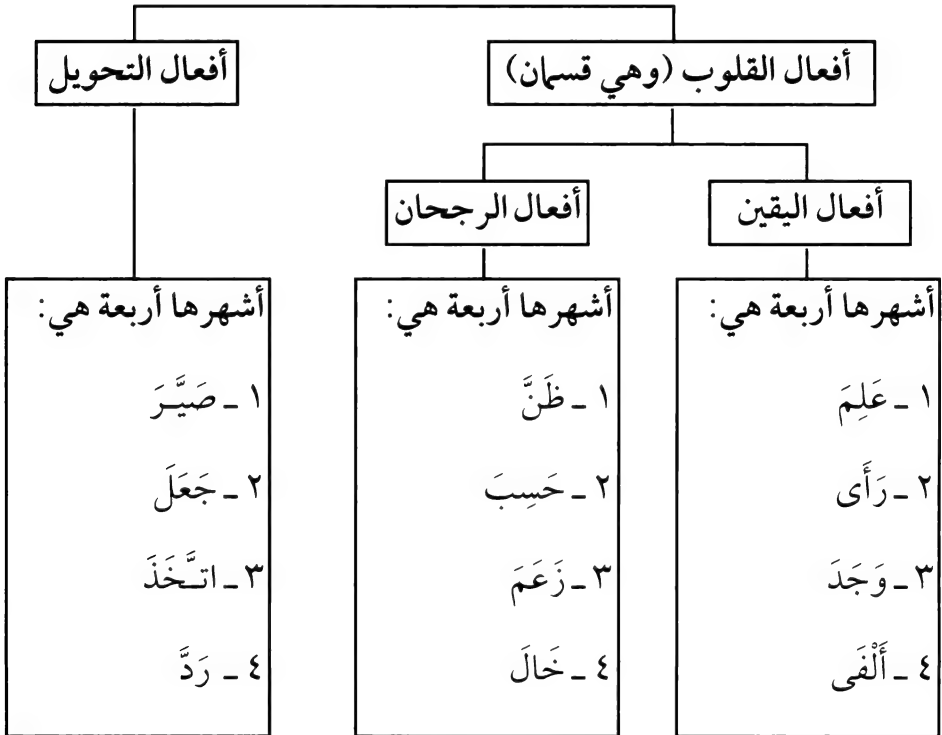 أفعال القلوب (وهي قسمان)
أفعال التحويل
أفعال اليقين
أفعال الرجحان
أشهرها أربعة هي:
١ ـ عَلِمَ
٢ ـ رَأَى
٣ ـ وَجَدَ
٤ ـ أَلْفَى
أشهرها أربعة هي:
١ ـ ظَنَّ
٢ ـ حَسِبَ
٣ ـ زَعَمَ
٤ ـ خَالَ
أشهرها أربعة هي:
١ ـ صَيَّرَ
٢ ـ جَعَلَ
٣ ـ اتَّخَذَ
٤ ـ رَدَّ